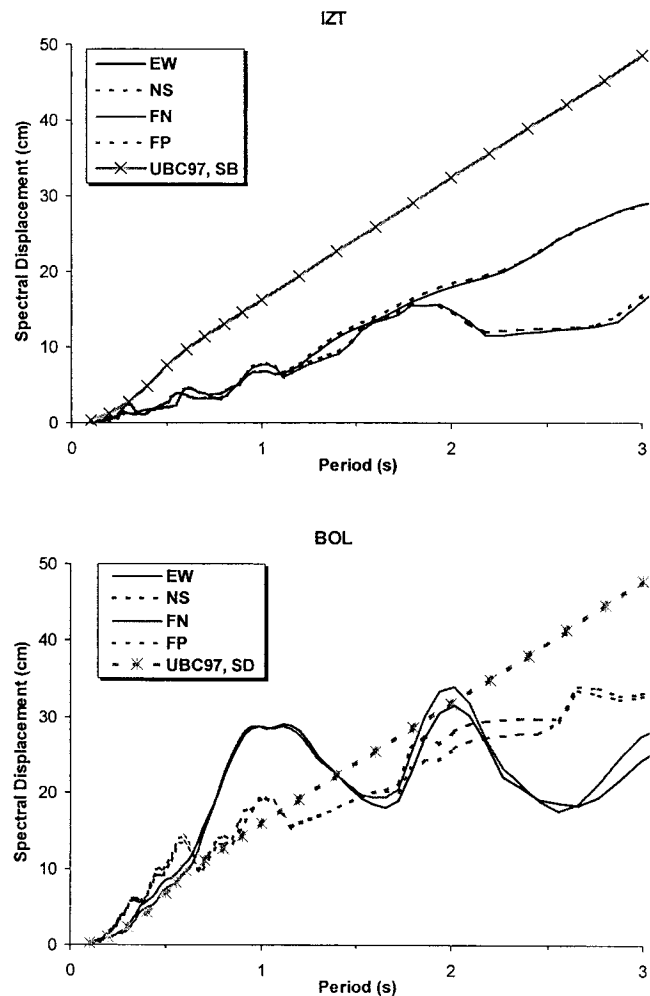 IZT
50
40
30
20
10
0
Spectral Displacement (cm)
EW
NS
FN
FP
UBC97, SB
0 1 2 3
Period (s)
BOL
50
40
30
20
10
0
Spectral Displacement (cm)
EW
NS
FN
FP
UBC97, SD
0 1 2 3
Period (s)